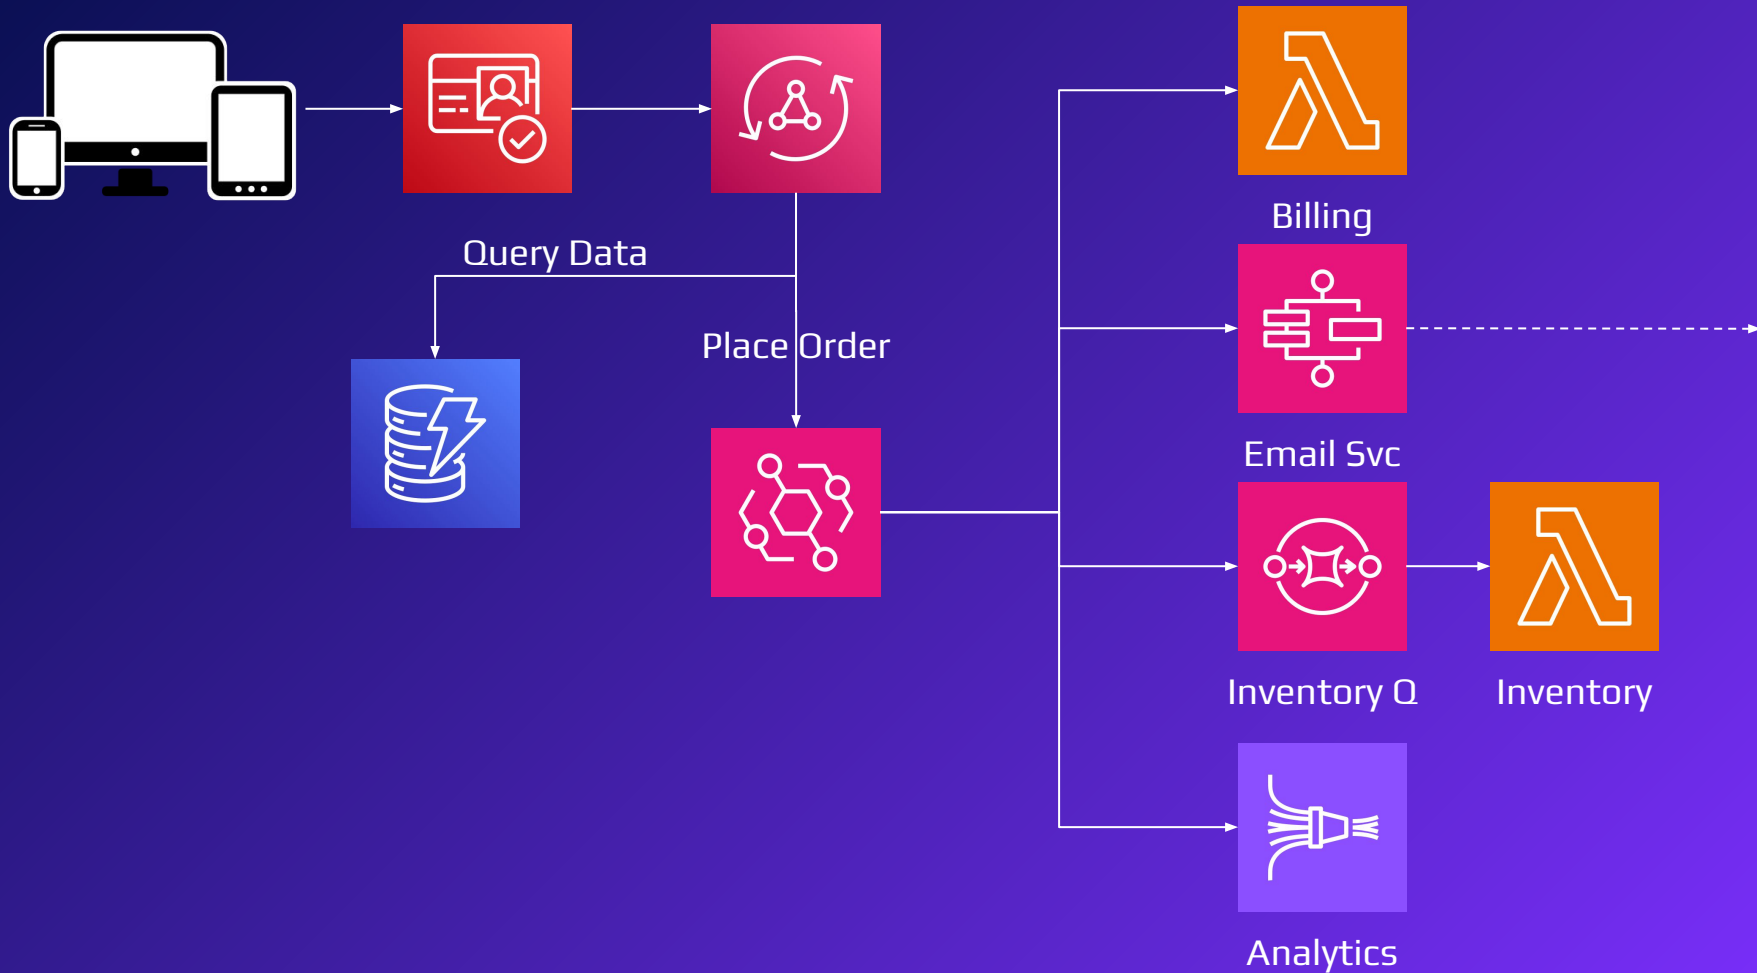 Query Data
Place Order
Billing
Email Svc
Inventory Q
Inventory
Analytics